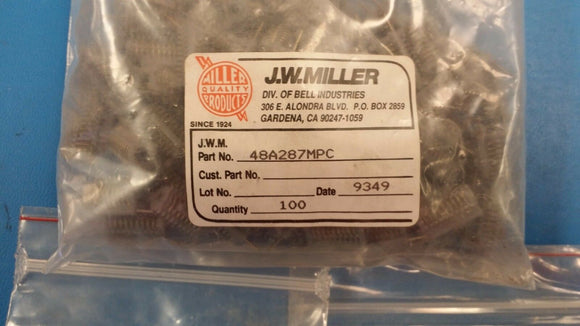 MILLER
QUALITY
PRODUCTS
SINCE 1924
J.W.MILLER
DIV. OF BELL INDUSTRIES
306 E. ALONDRA BLVD. P.O. BOX 2859
GARDENA, CA 90247-1059
J.W.M.
Part No. 48A287MPC
Cust. Part No.
Lot No. Date 9349
Quantity 100